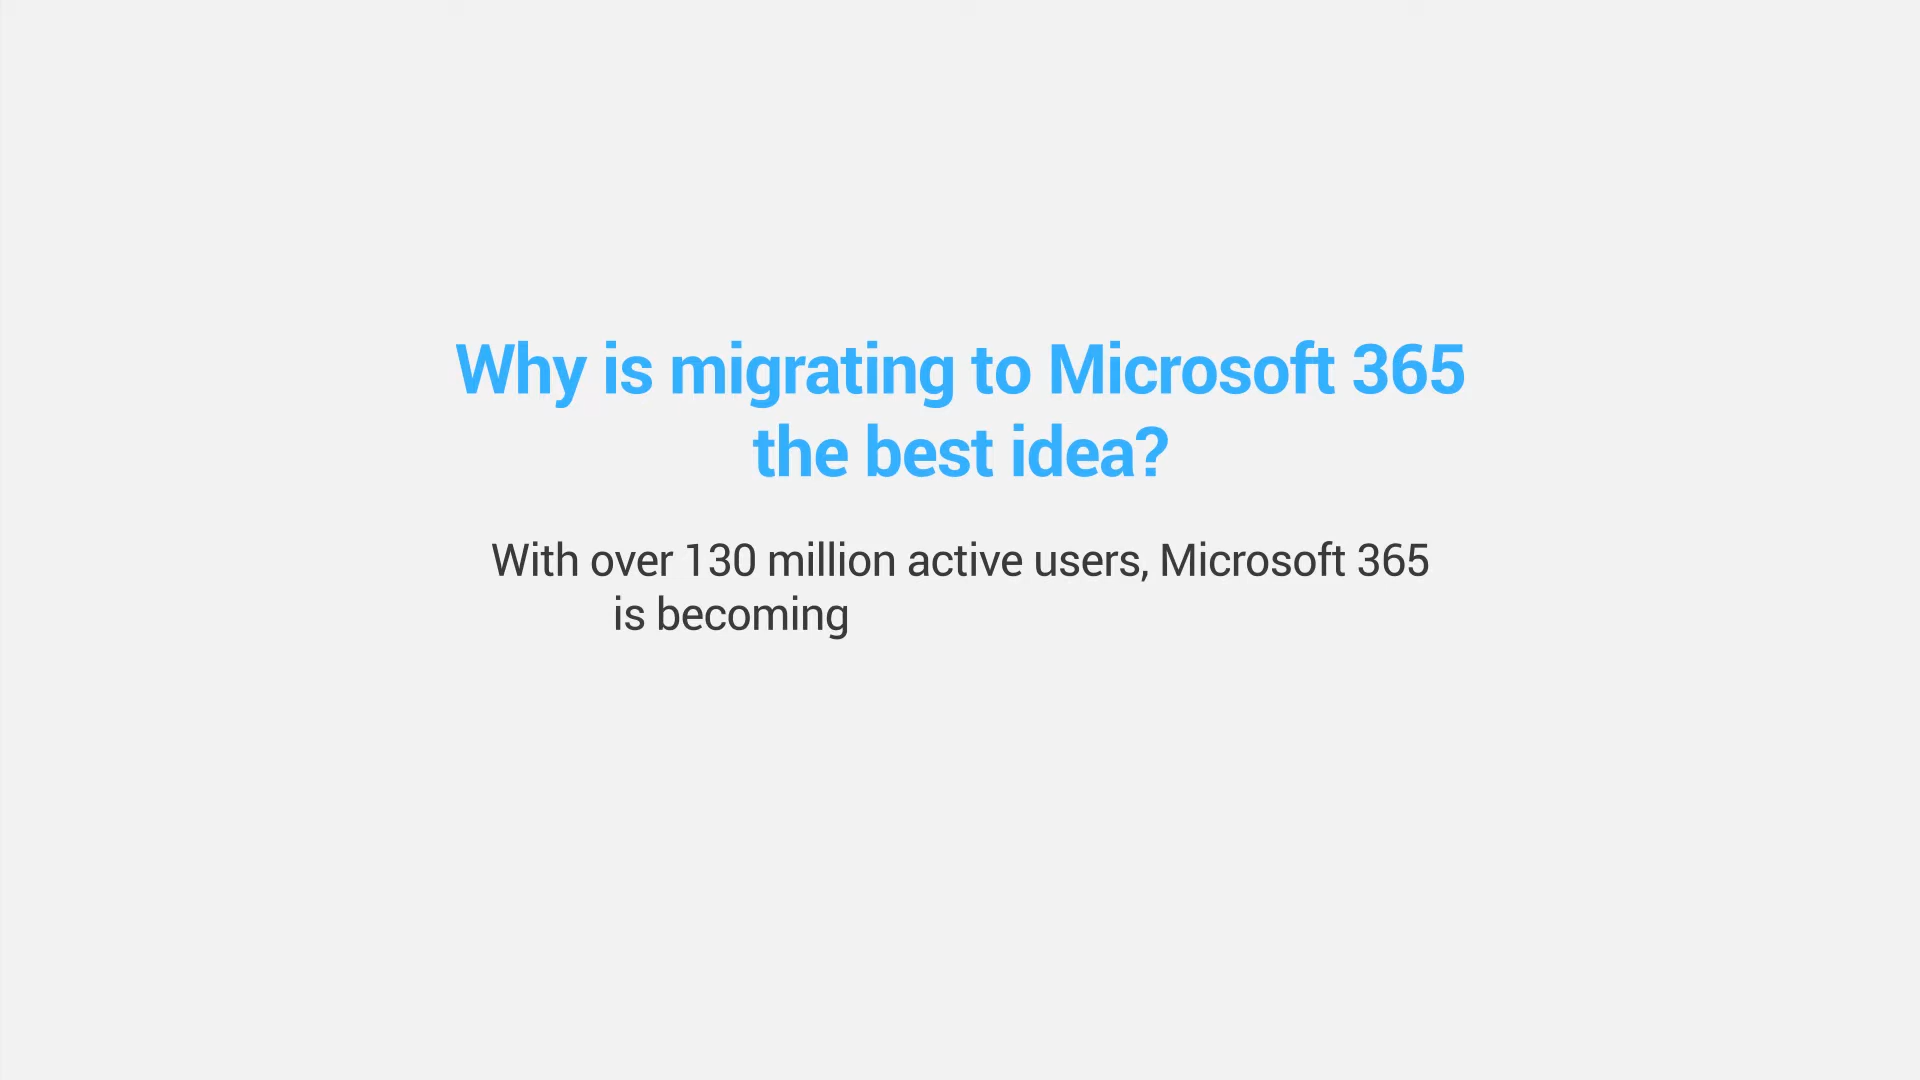 Why is migrating to Microsoft 365
the best idea?
With over 130 million active users, Microsoft 365
is becoming